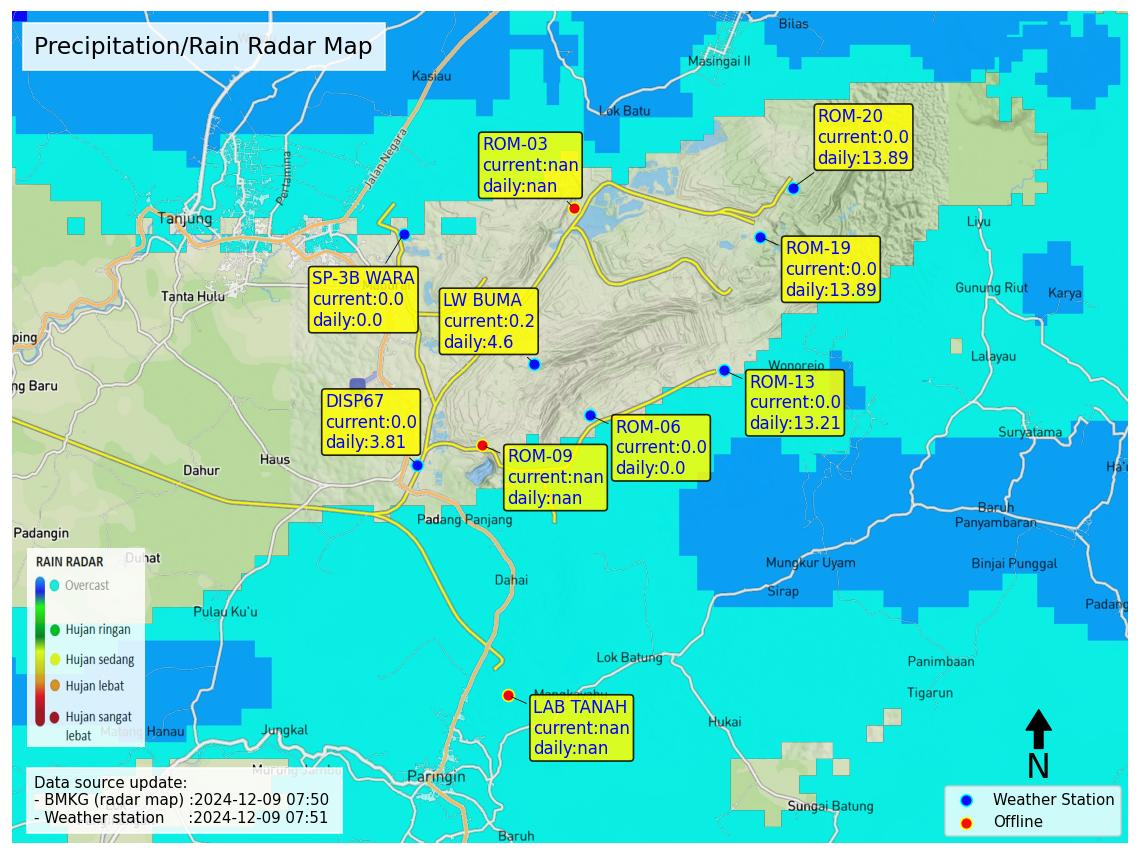 Precipitation/Rain Radar Map
Bilas
Masingai II
Kasiau
Lok Batu
ROM-20
current:0.0
daily:13.89
ROM-03
current:nan
daily:nan
Jalan Negara
Pertamina
Tanjung
Liyu
ROM-19
current:0.0
daily:13.89
SP-3B WARA
current:0.0
daily:0.0
LW BUMA
current:0.2
daily:4.6
Tanta Hulu
Gunung Riut
Karya
ping
Lalayau
Wonorejo
ng Baru
ROM-13
current:0.0
daily:13.21
DISP67
current:0.0
daily:3.81
ROM-06
current:0.0
daily:0.0
Suryatama
ROM-09
current:nan
daily:nan
Haus
Dahur
Ha'u
Padang Panjang
Baruh
Panyambaran
Padangin
Duhat
Mungkur Uyam
Binjai Punggal
Dahai
Sirap
Padang
Pulau Ku'u
RAIN RADAR
Overcast
Hujan ringan
Hujan sedang
Hujan lebat
Hujan sangat
lebat
Lok Batung
Panimbaan
Tigarun
LAB TANAH
current:nan
daily:nan
Hukai
Hanau
Jungkal
N
Paringin
Sungai Batung
Baruh
Data source update:
- BMKG (radar map) :2024-12-09 07:50
- Weather station :2024-12-09 07:51
Weather Station
Offline